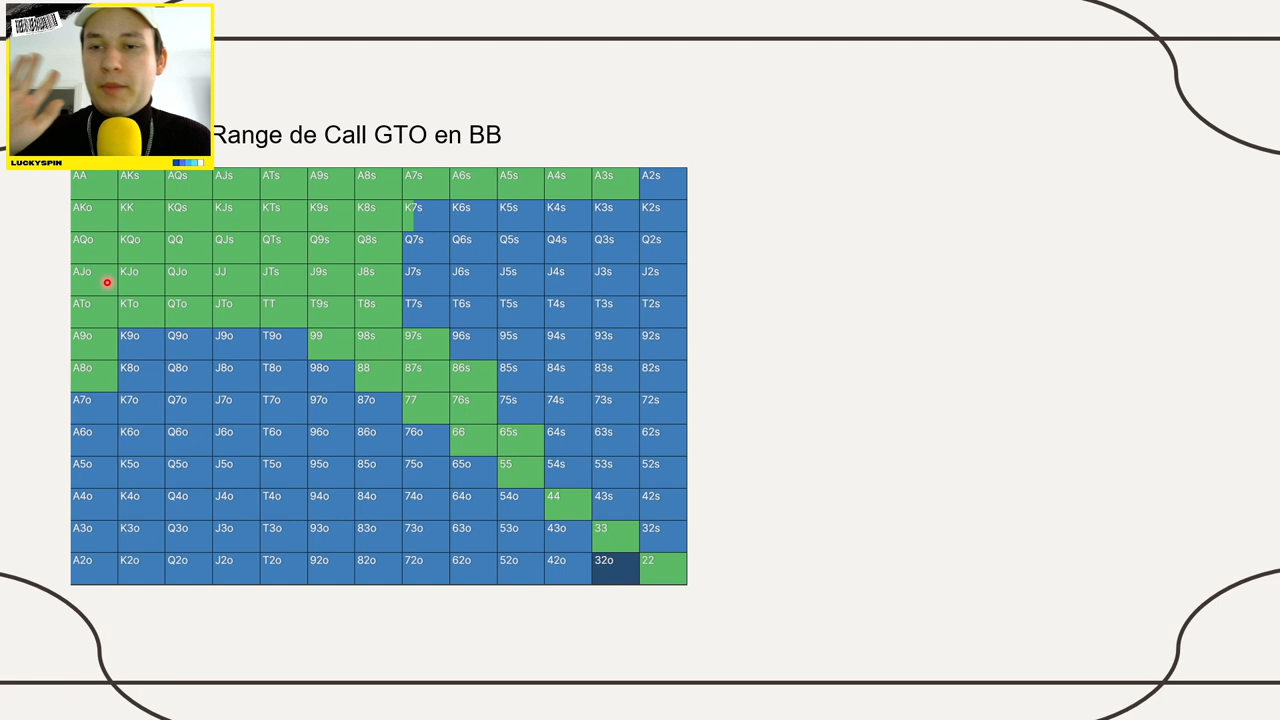 LUCKYSPIN
Range de Call GTO en BB
AA AKs AQs AJs ATs A9s A8s A7s A6s A5s A4s A3s A2s
AKo KK KQs KJs KTs K9s K8s K7s K6s K5s K4s K3s K2s
AQo KQo QQ QJs QTs Q9s Q8s Q7s Q6s Q5s Q4s Q3s Q2s
AJo KJo QJo JJ JTs J9s J8s J7s J6s J5s J4s J3s J2s
ATo KTo QTo JTo TT T9s T8s T7s T6s T5s T4s T3s T2s
A9o K9o Q9o J9o T9o 99 98s 97s 96s 95s 94s 93s 92s
A8o K8o Q8o J8o T8o 98o 88 87s 86s 85s 84s 83s 82s
A7o K7o Q7o J7o T7o 97o 87o 77 76s 75s 74s 73s 72s
A6o K6o Q6o J6o T6o 96o 86o 76o 66 65s 64s 63s 62s
A5o K5o Q5o J5o T5o 95o 85o 75o 65o 55 54s 53s 52s
A4o K4o Q4o J4o T4o 94o 84o 74o 64o 54o 44 43s 42s
A3o K3o Q3o J3o T3o 93o 83o 73o 63o 53o 43o 33 32s
A2o K2o Q2o J2o T2o 92o 82o 72o 62o 52o 42o 32o 22